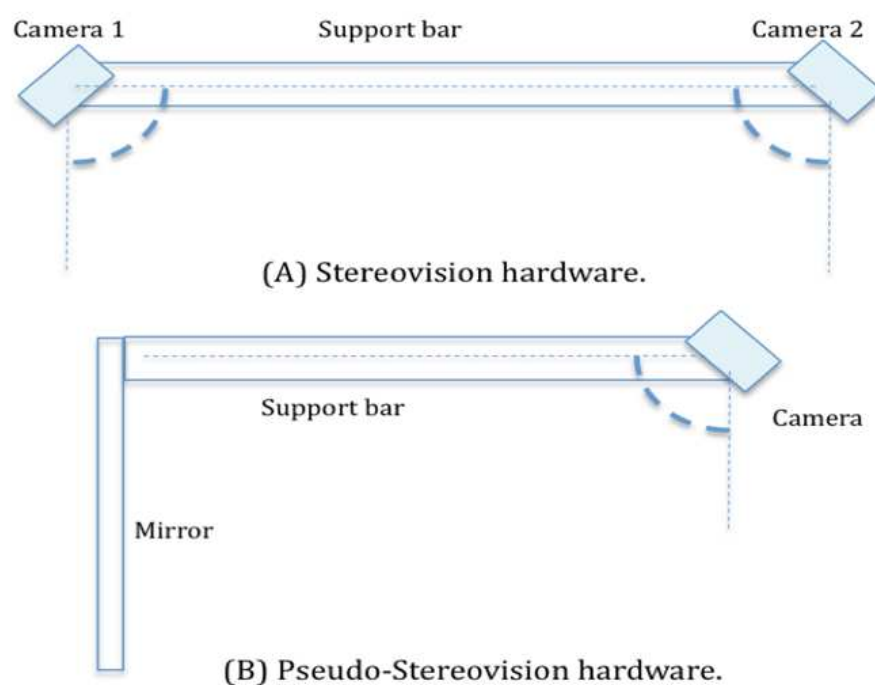 Camera 1
Support bar
Camera 2
(A) Stereovision hardware.
Support bar
Camera
Mirror
(B) Pseudo-Stereovision hardware.